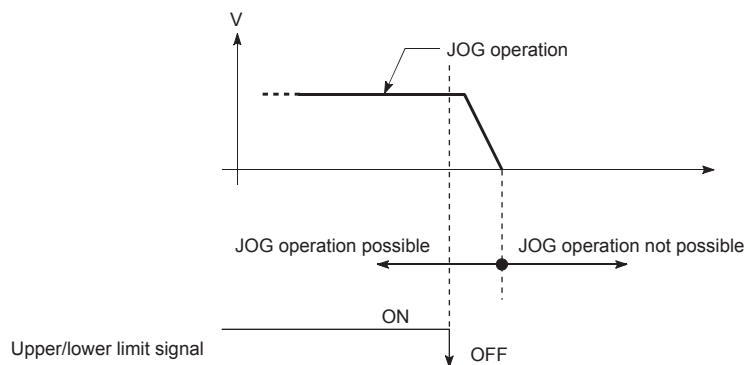 V
JOG operation
JOG operation possible
JOG operation not possible
ON
Upper/lower limit signal
OFF